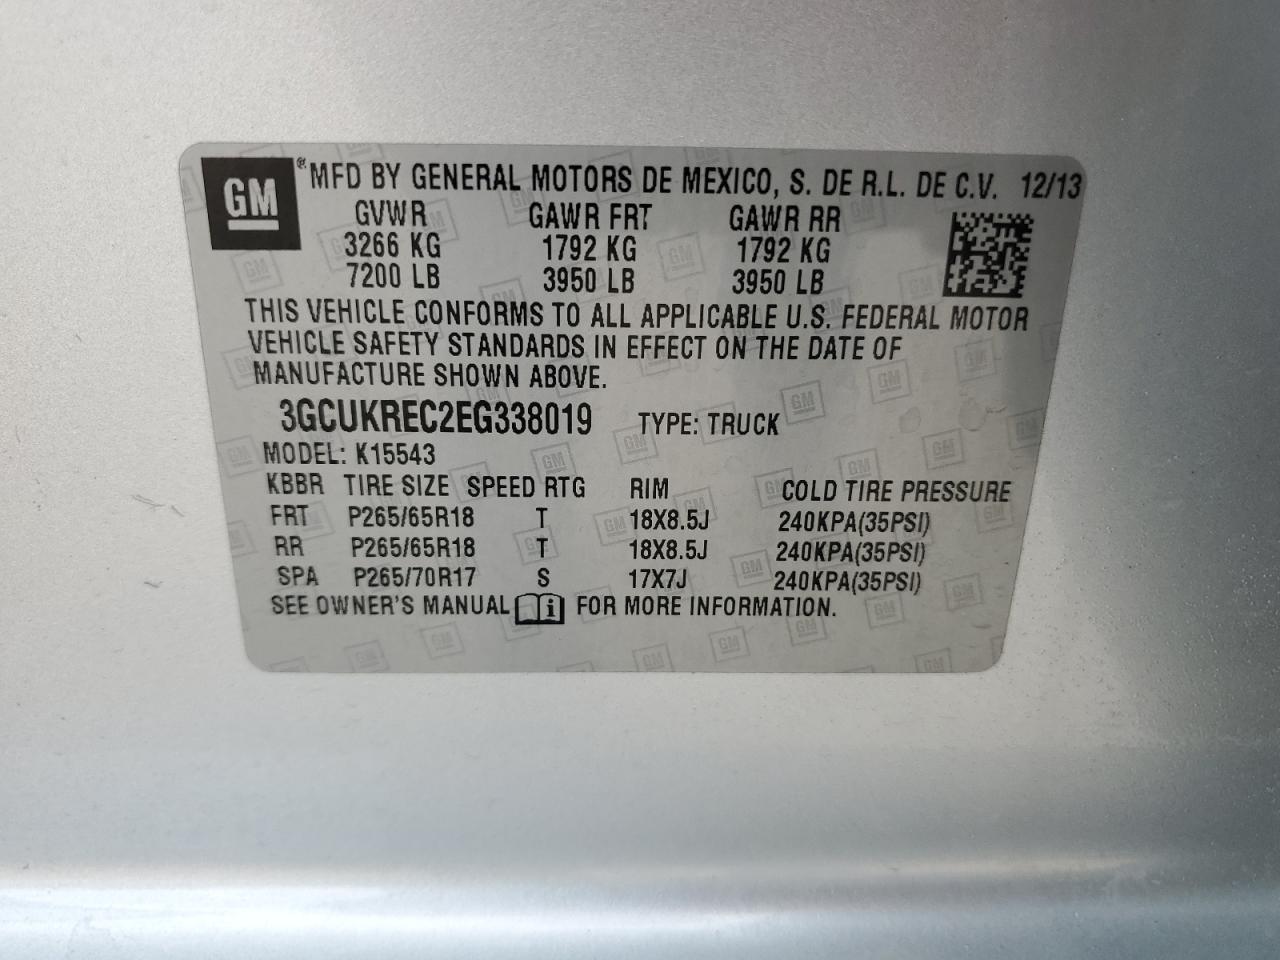 GM ® MFD BY GENERAL MOTORS DE MEXICO, S. DE R.L. DE C.V. 12/13
GVWR GAWR FRT GAWR RR
3266 KG 1792 KG 1792 KG
7200 LB 3950 LB 3950 LB
THIS VEHICLE CONFORMS TO ALL APPLICABLE U.S. FEDERAL MOTOR
VEHICLE SAFETY STANDARDS IN EFFECT ON THE DATE OF
MANUFACTURE SHOWN ABOVE.
3GCUKREC2EG338019 TYPE: TRUCK
MODEL: K15543
KBBR TIRE SIZE SPEED RTG RIM COLD TIRE PRESSURE
FRT P265/65R18 T 18X8.5J 240KPA(35PSI)
RR P265/65R18 T 18X8.5J 240KPA(35PSI)
SPA P265/70R17 S 17X7J 240KPA(35PSI)
SEE OWNER'S MANUAL i FOR MORE INFORMATION.